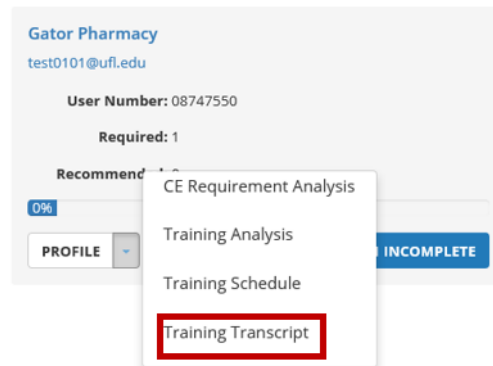 Gator Pharmacy
test0101@ufl.edu
User Number: 08747550
Required: 1
Recommend
0%
PROFILE
INCOMPLETE
CE Requirement Analysis
Training Analysis
Training Schedule
Training Transcript